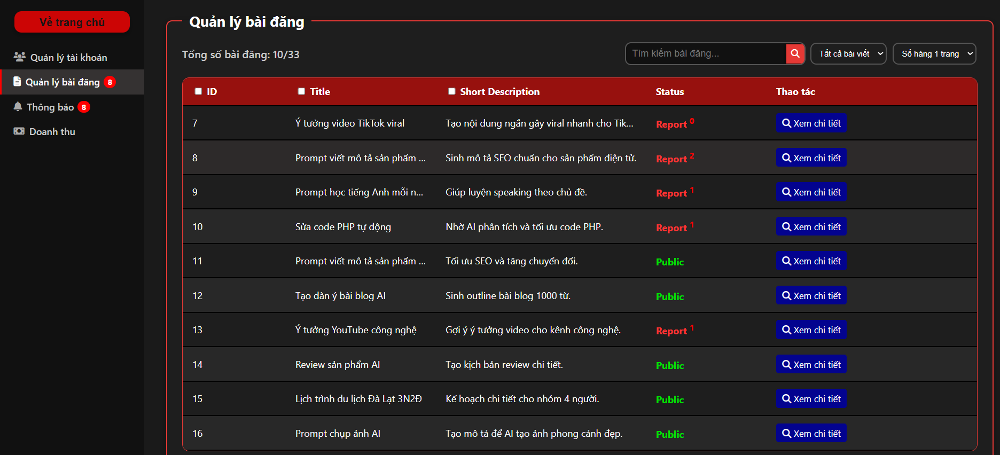 Về trang chủ
Quản lý tài khoản
Quản lý bài đăng 8
Thông báo 8
Doanh thu
Quản lý bài đăng
Tổng số bài đăng: 10/33
Tìm kiếm bài đăng...
Tất cả bài viết
Số hàng 1 trang
ID Title Short Description Status Thao tác
7 Ý tưởng video TikTok viral Tạo nội dung ngắn gây viral nhanh cho Tik... Report 0 Xem chi tiết
8 Prompt viết mô tả sản phẩm ... Sinh mô tả SEO chuẩn cho sản phẩm điện tử. Report 2 Xem chi tiết
9 Prompt học tiếng Anh mỗi n... Giúp luyện speaking theo chủ đề. Report 1 Xem chi tiết
10 Sửa code PHP tự động Nhờ AI phân tích và tối ưu code PHP. Report 1 Xem chi tiết
11 Prompt viết mô tả sản phẩm ... Tối ưu SEO và tăng chuyển đổi. Public Xem chi tiết
12 Tạo dàn ý bài blog AI Sinh outline bài blog 1000 từ. Public Xem chi tiết
13 Ý tưởng YouTube công nghệ Gợi ý ý tưởng video cho kênh công nghệ. Report 1 Xem chi tiết
14 Review sản phẩm AI Tạo kịch bản review chi tiết. Public Xem chi tiết
15 Lịch trình du lịch Đà Lạt 3N2Đ Kế hoạch chi tiết cho nhóm 4 người. Public Xem chi tiết
16 Prompt chụp ảnh AI Tạo mô tả để AI tạo ảnh phong cảnh đẹp. Public Xem chi tiết